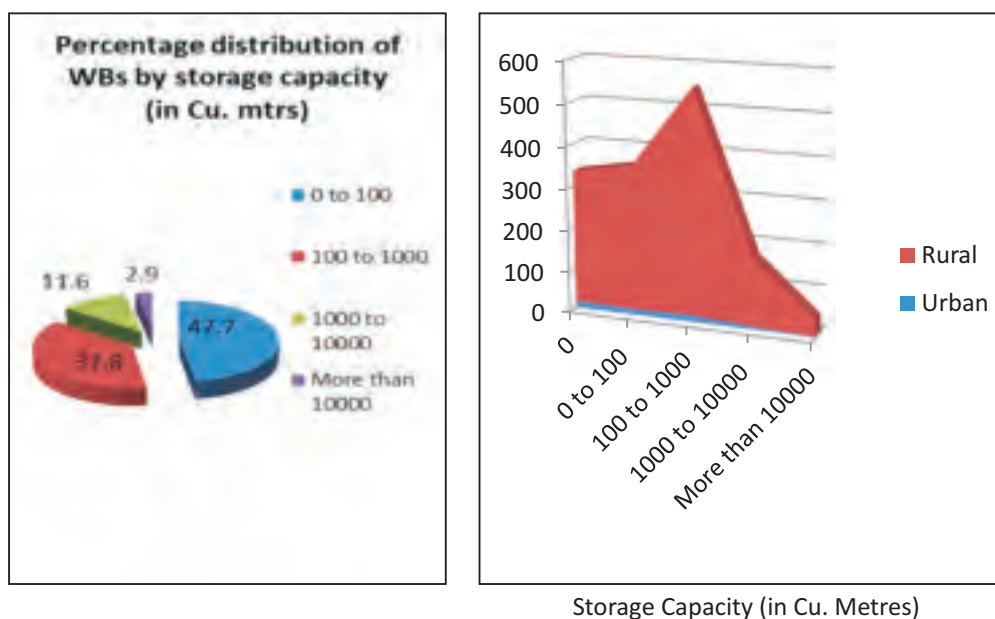 Percentage distribution of
WBs by storage capacity
(in Cu. mtrs)
0 to 100
100 to 1000
1000 to
10000
More than
10000
11.6
2.9
47.7
37.8
600
500
400
300
200
100
0
0
0 to 100
100 to 1000
1000 to 10000
More than 10000
Rural
Urban
Storage Capacity (in Cu. Metres)